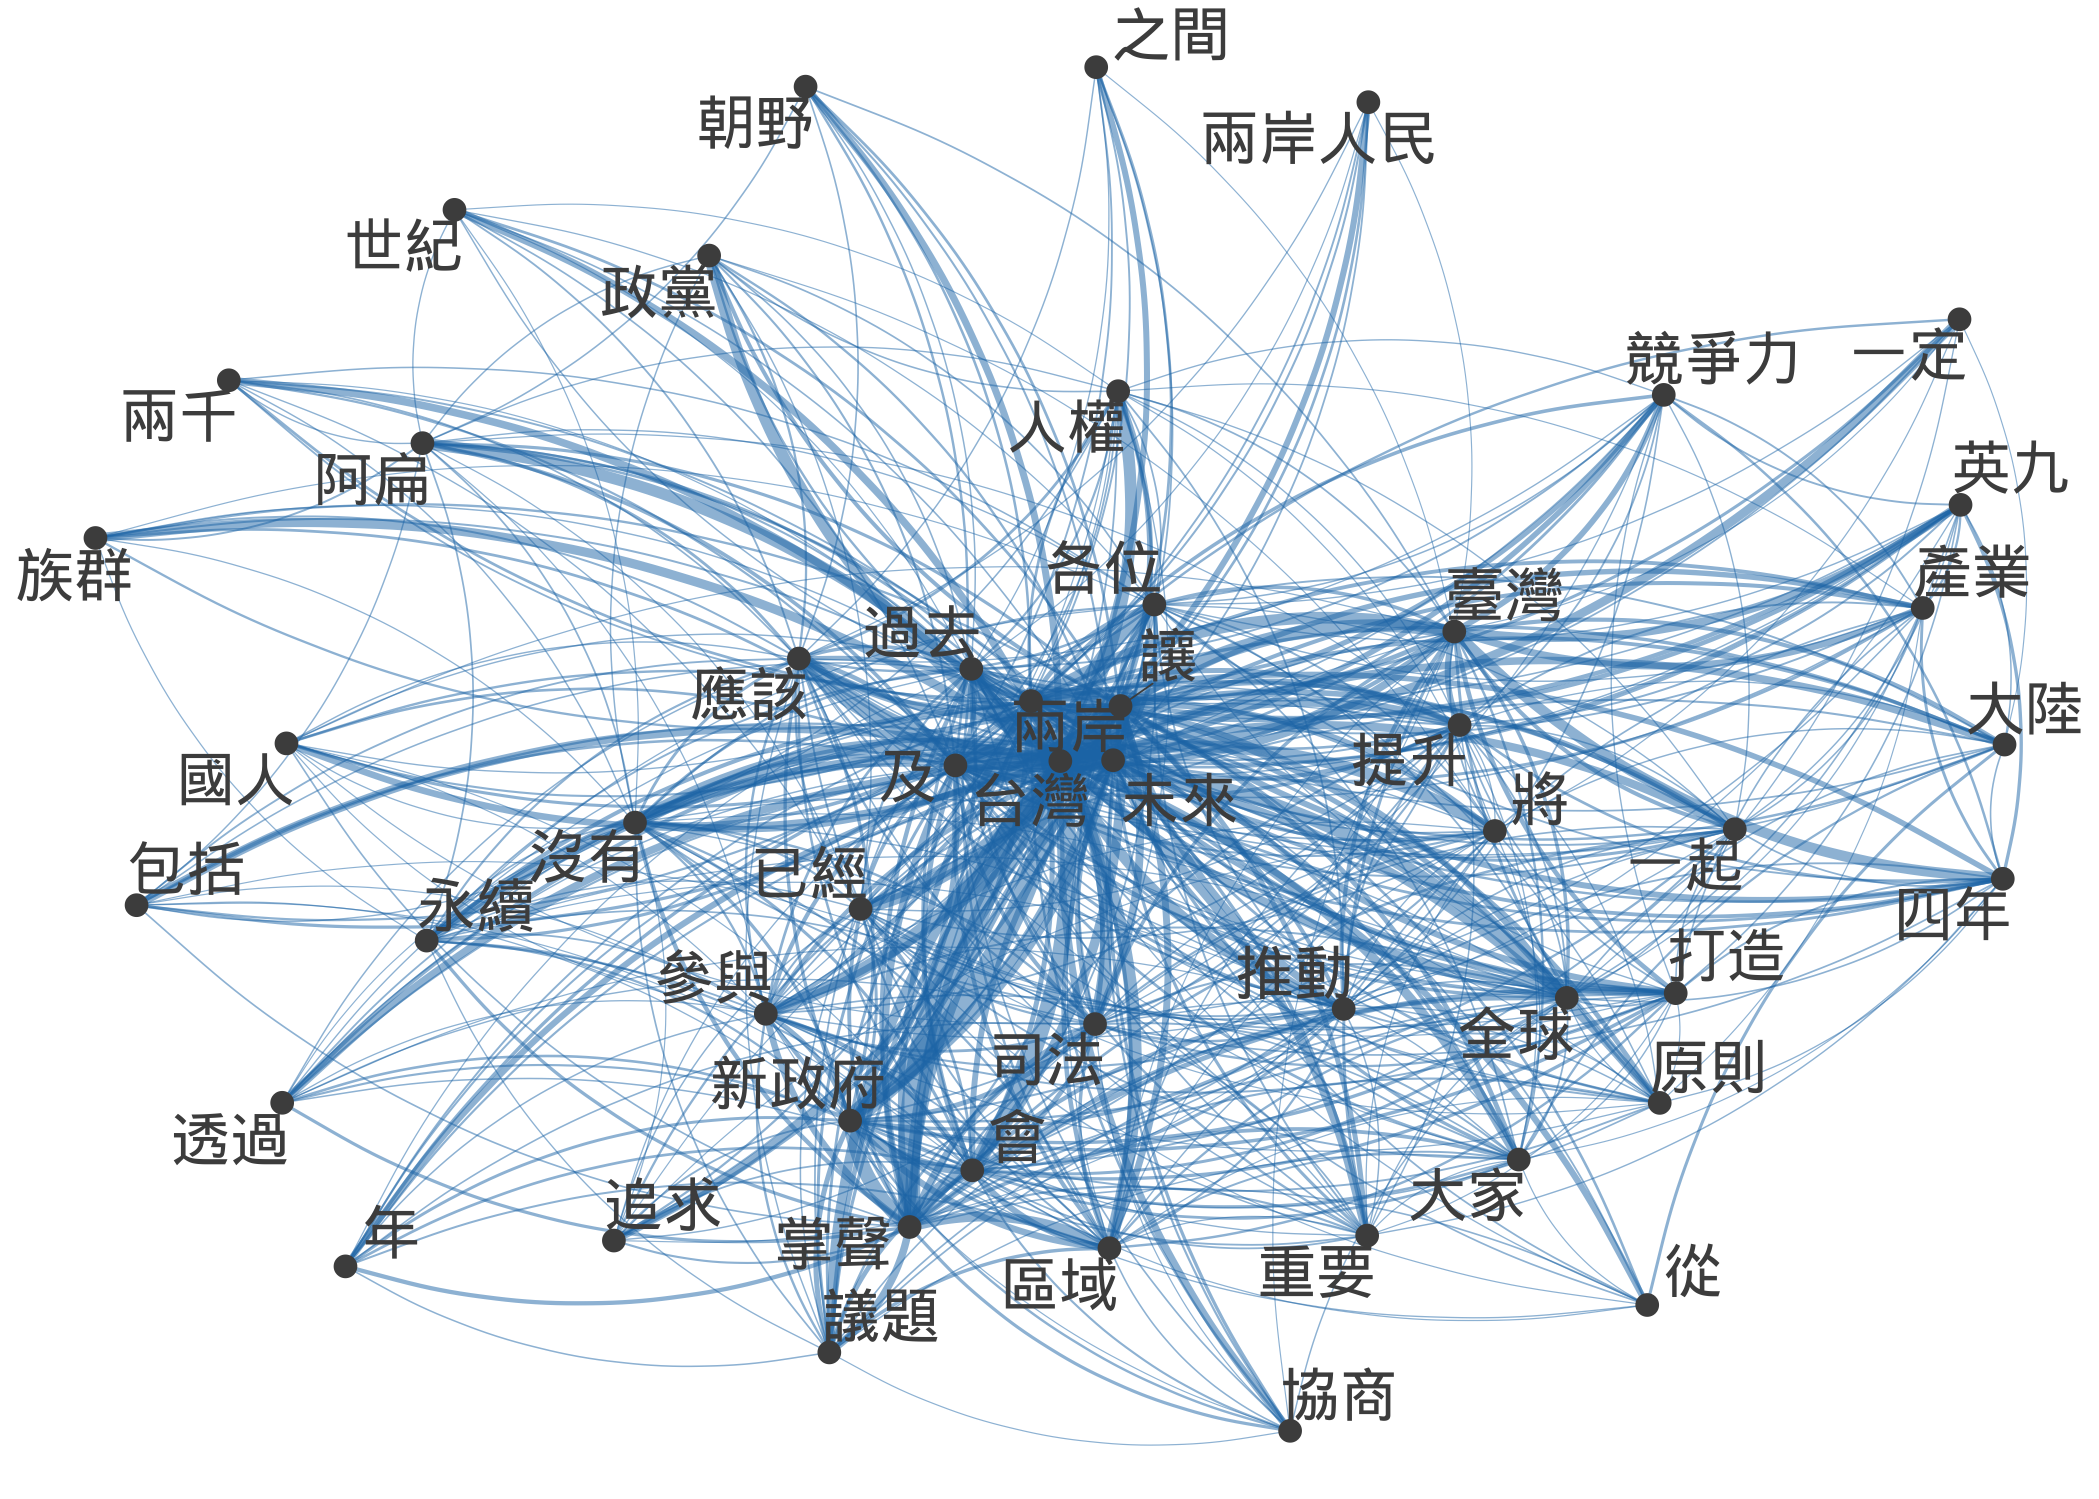 之間
朝野
兩岸人民
世紀
政黨
競爭力
一定
兩千
人權
阿扁
英九
各位
族群
臺灣
產業
過去
讓
應該
兩岸
大陸
國人
及
台灣
未來
提升
將
包括
沒有
已經
一起
永續
四年
參與
推動
打造
全球
司法
原則
新政府
透過
會
追求
大家
年
掌聲
區域
重要
從
議題
協商